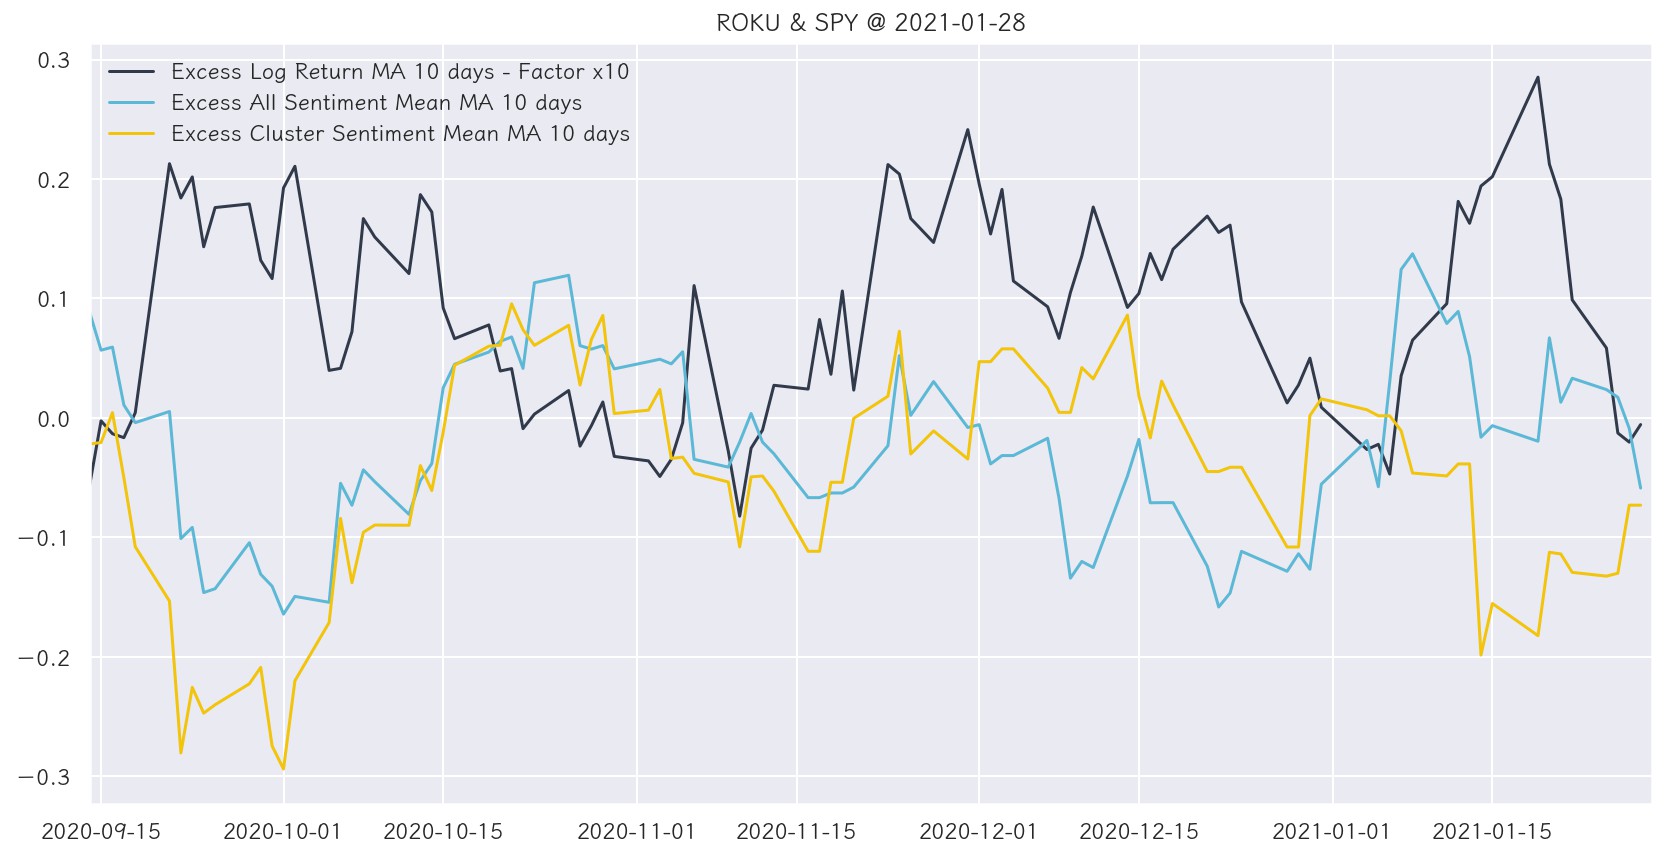 ROKU & SPY @ 2021-01-28
Excess Log Return MA 10 days - Factor x10
Excess All Sentiment Mean MA 10 days
Excess Cluster Sentiment Mean MA 10 days
0.3
0.2
0.1
0.0
−0.1
−0.2
−0.3
2020-09-15 2020-10-01 2020-10-15 2020-11-01 2020-11-15 2020-12-01 2020-12-15 2021-01-01 2021-01-15